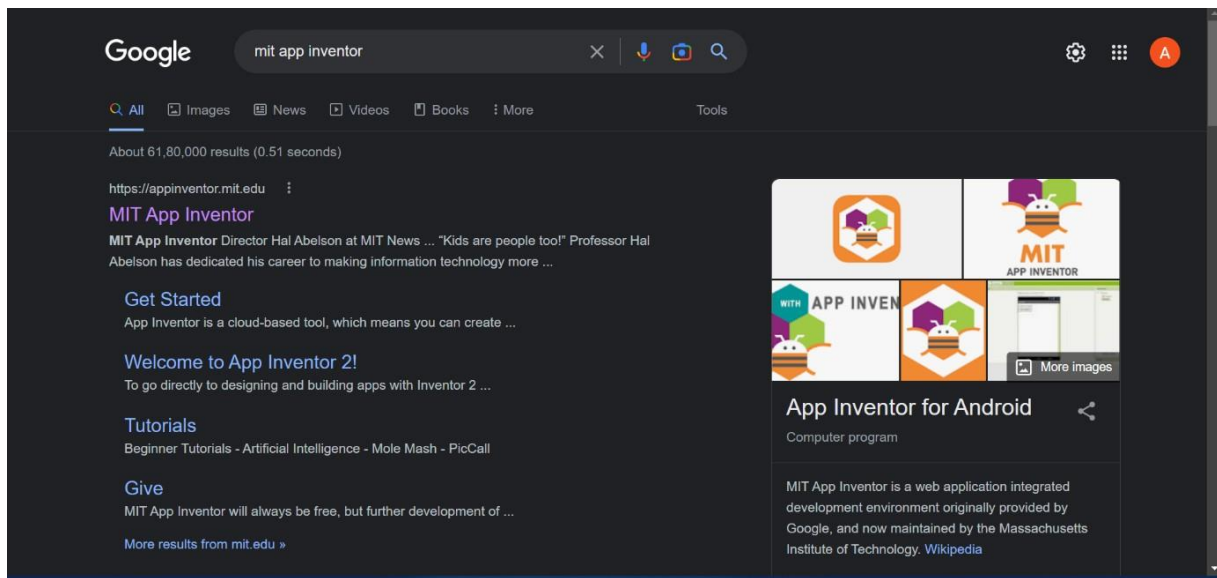 Google
mit app inventor
A
All Images News Videos Books More Tools
About 61,80,000 results (0.51 seconds)
https://appinventor.mit.edu
MIT App Inventor
MIT App Inventor Director Hal Abelson at MIT News ... “Kids are people too!” Professor Hal
Abelson has dedicated his career to making information technology more ...
Get Started
App Inventor is a cloud-based tool, which means you can create ...
Welcome to App Inventor 2!
To go directly to designing and building apps with Inventor 2 ...
Tutorials
Beginner Tutorials - Artificial Intelligence - Mole Mash - PicCall
Give
MIT App Inventor will always be free, but further development of ...
More results from mit.edu »
MIT
APP INVENTOR
WITH APP INVEN
More images
App Inventor for Android
Computer program
MIT App Inventor is a web application integrated
development environment originally provided by
Google, and now maintained by the Massachusetts
Institute of Technology. Wikipedia